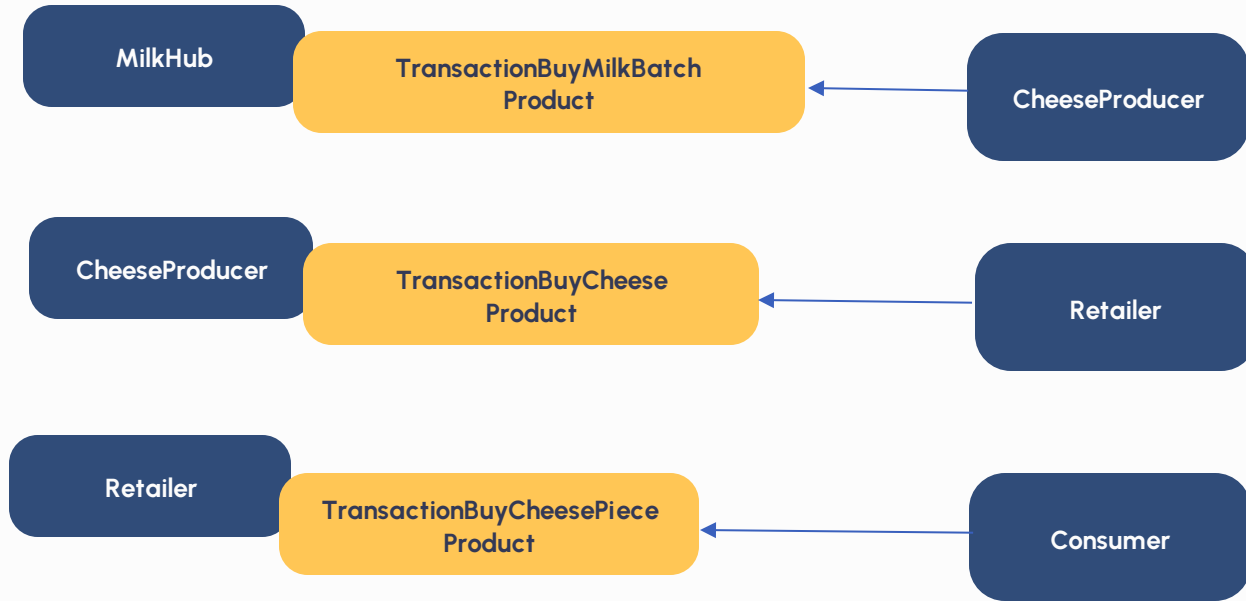 MilkHub
TransactionBuyMilkBatch
Product
CheeseProducer
CheeseProducer
TransactionBuyCheese
Product
Retailer
Retailer
TransactionBuyCheesePiece
Product
Consumer